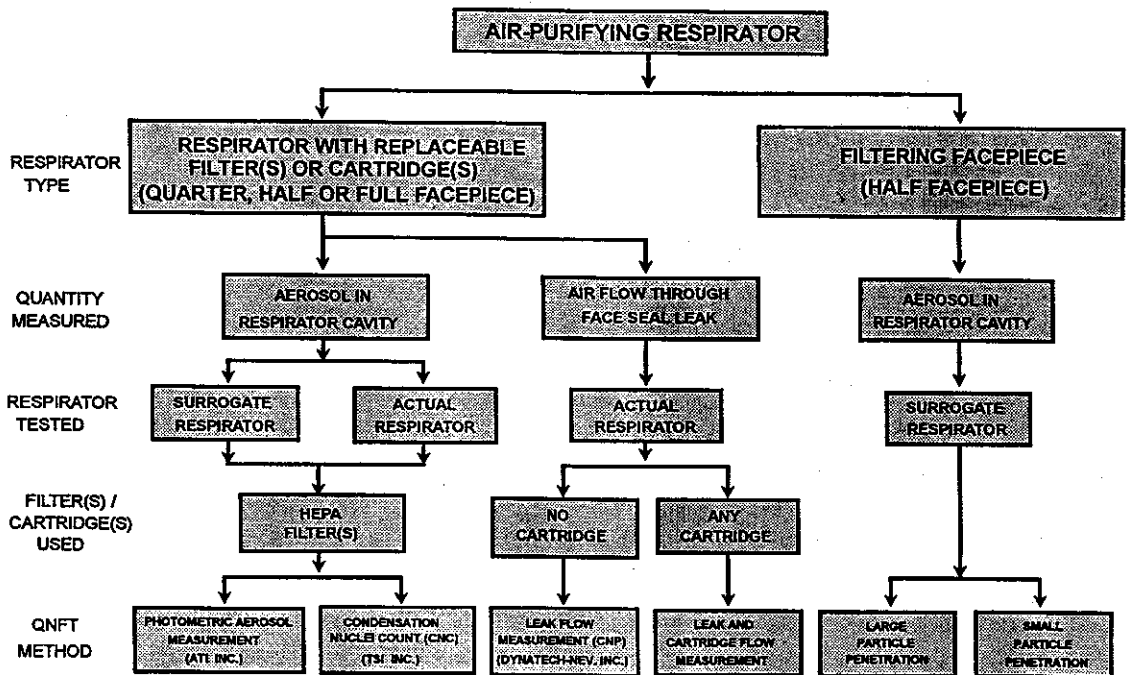 AIR-PURIFYING RESPIRATOR
RESPIRATOR
TYPE
RESPIRATOR WITH REPLACEABLE
FILTER(S) OR CARTRIDGE(S)
(QUARTER, HALF OR FULL FACEPIECE)
FILTERING FACEPIECE
(HALF FACEPIECE)
QUANTITY
MEASURED
AEROSOL IN
RESPIRATOR CAVITY
AIR FLOW THROUGH
FACE SEAL LEAK
AEROSOL IN
RESPIRATOR CAVITY
RESPIRATOR
TESTED
SURROGATE
RESPIRATOR
ACTUAL
RESPIRATOR
ACTUAL
RESPIRATOR
SURROGATE
RESPIRATOR
FILTER(S) /
CARTRIDGE(S)
USED
HEPA
FILTER(S)
NO
CARTRIDGE
ANY
CARTRIDGE
QNFT
METHOD
PHOTOMETRIC AEROSOL
MEASUREMENT
(ATI, INC.)
CONDENSATION
NUCLEI COUNT (CNC)
(TSI, INC.)
LEAK FLOW
MEASUREMENT (CNP)
(DYNATECH-NEV. INC.)
LEAK AND
CARTRIDGE FLOW
MEASUREMENT
LARGE
PARTICLE
PENETRATION
SMALL
PARTICLE
PENETRATION